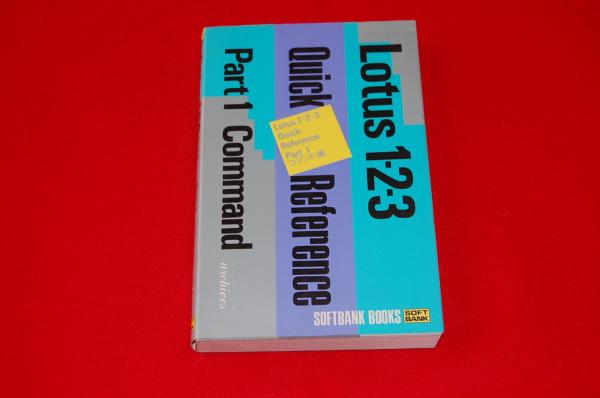 Lotus 1-2-3
Quick Reference
Part 1 Command
Lotus 1-2-3
Quick
Reference
Part 1
コマンド編
archives
SOFTBANK BOOKS
SOFT
BANK